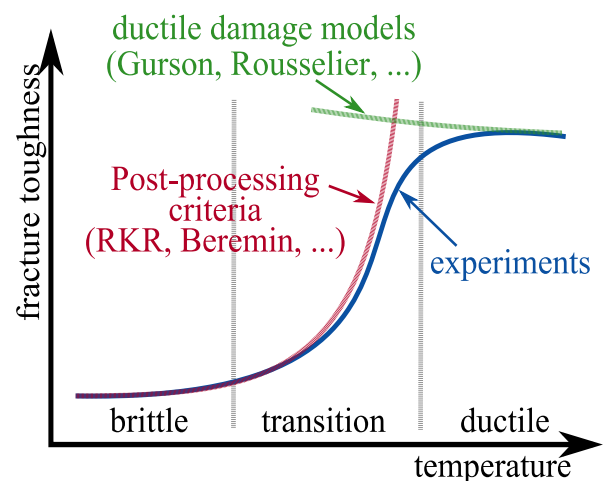 ductile damage models
(Gurson, Rousselier, ...)
fracture toughness
Post-processing
criteria
(RKR, Beremin, ...)
experiments
brittle
transition
ductile
temperature